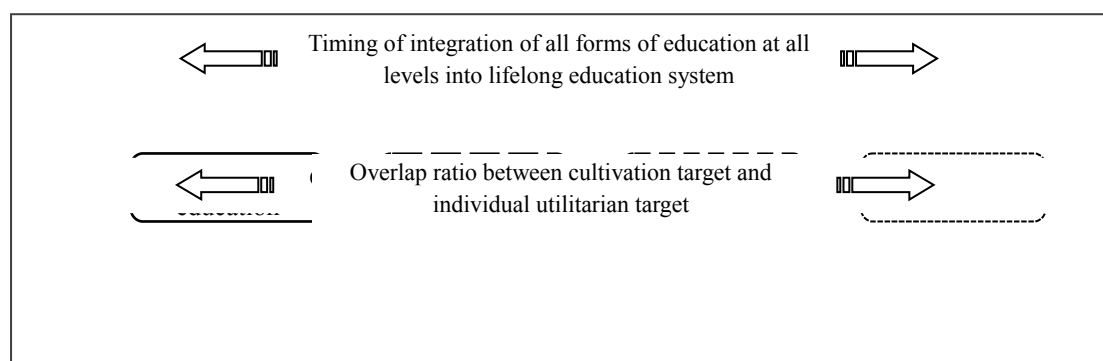 Timing of integration of all forms of education at all
levels into lifelong education system
Overlap ratio between cultivation target and
individual utilitarian target
education